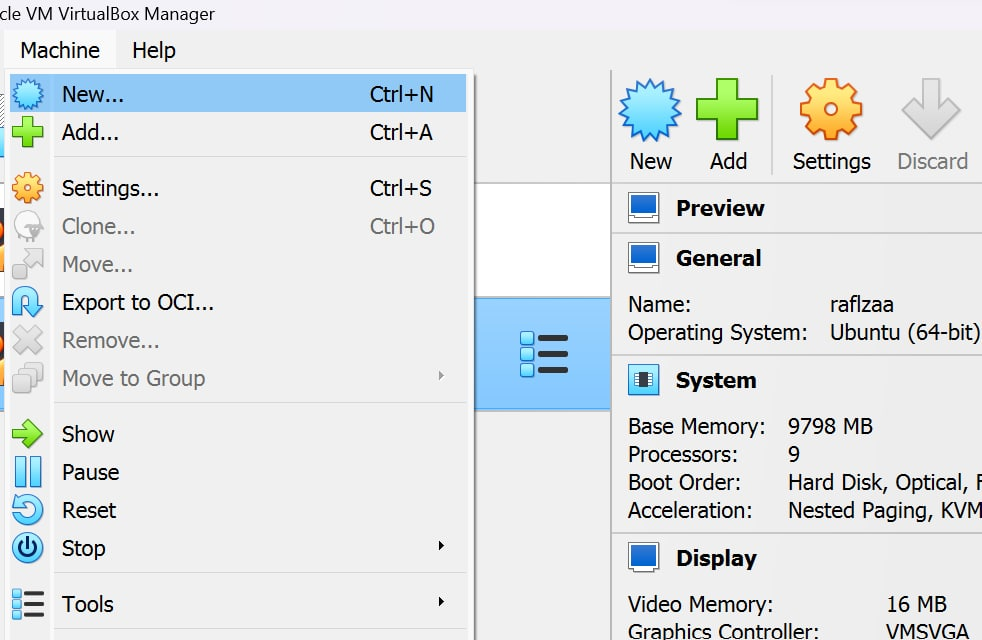 cle VM VirtualBox Manager
Machine Help
New... Ctrl+N
Add... Ctrl+A
Settings... Ctrl+S
Clone... Ctrl+O
Move...
Export to OCI...
Remove...
Move to Group
Show
Pause
Reset
Stop
Tools
New Add Settings Discard
Preview
General
Name: raflzaa
Operating System: Ubuntu (64-bit)
System
Base Memory: 9798 MB
Processors: 9
Boot Order: Hard Disk, Optical, F
Acceleration: Nested Paging, KVM
Display
Video Memory: 16 MB
Graphics Controller: VMSVGA